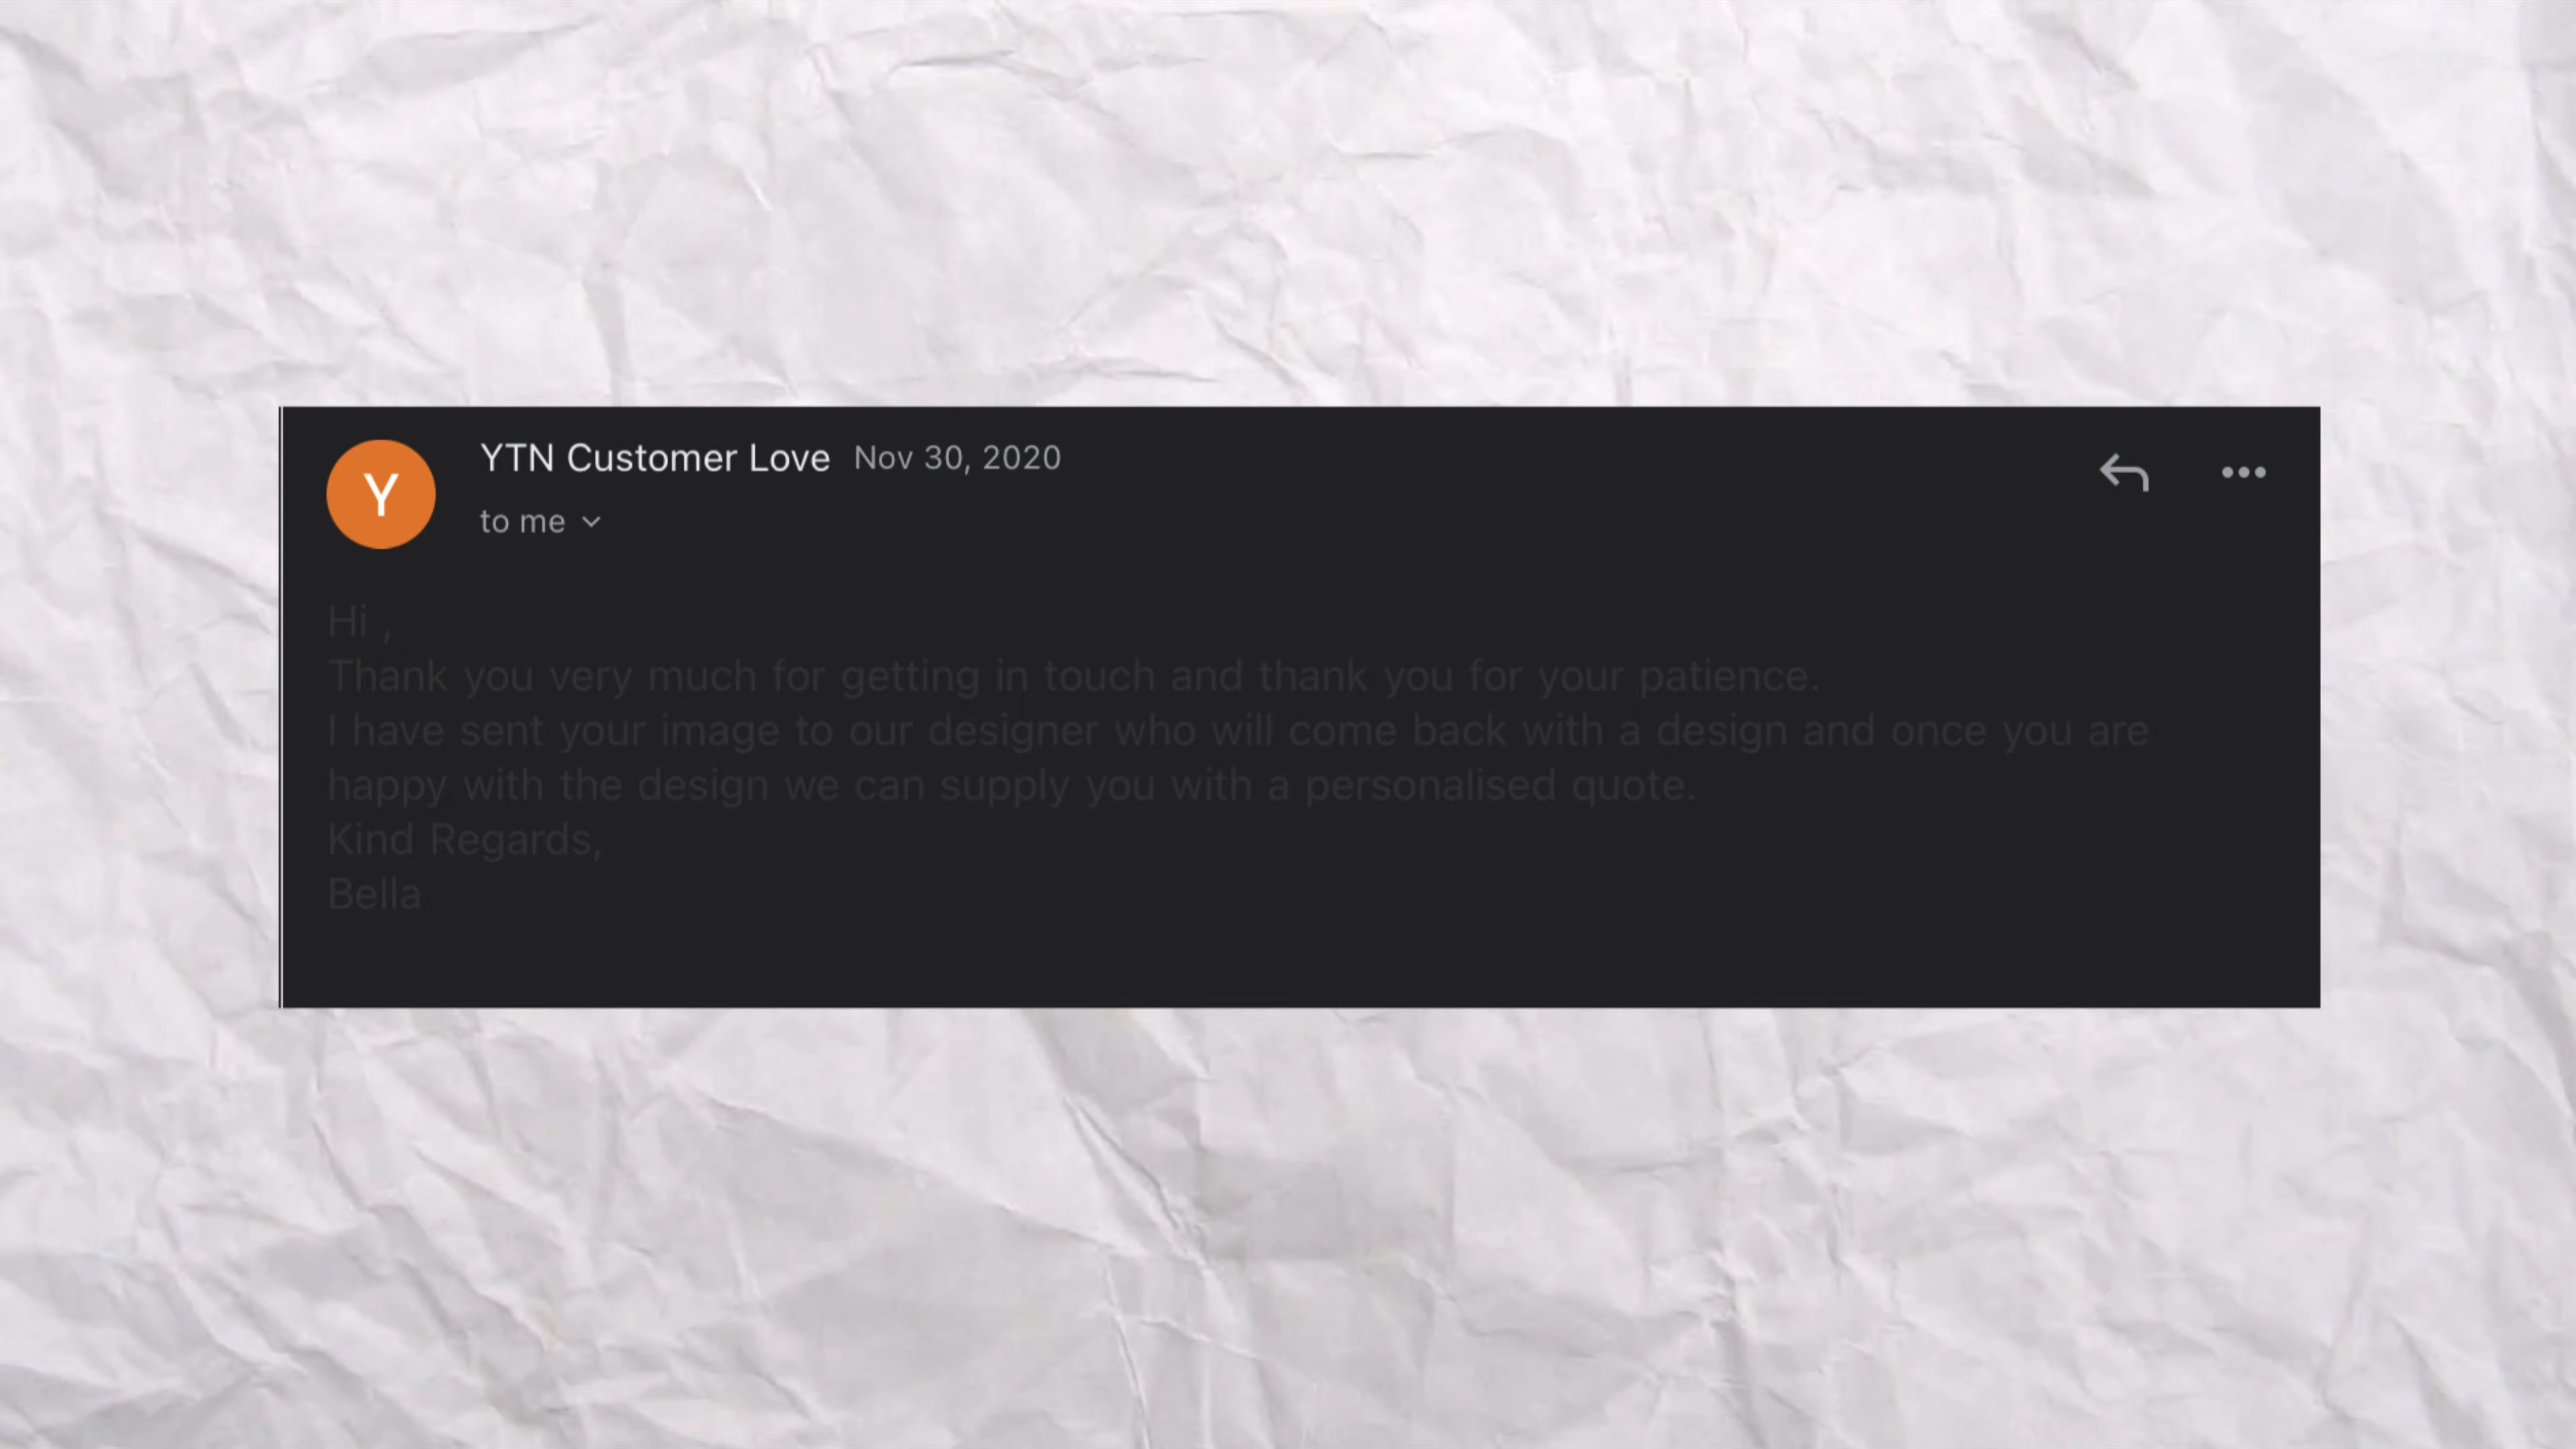 Y
YTN Customer Love Nov 30, 2020
to me
Hi ,
Thank you very much for getting in touch and thank you for your patience.
I have sent your image to our designer who will come back with a design and once you are
happy with the design we can supply you with a personalised quote.
Kind Regards,
Bella